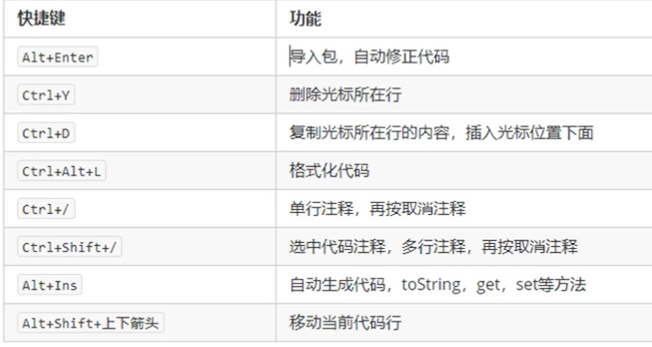 快捷键 功能
Alt+Enter 导入包，自动修正代码
Ctrl+Y 删除光标所在行
Ctrl+D 复制光标所在行的内容，插入光标位置下面
Ctrl+Alt+L 格式化代码
Ctrl+/ 单行注释，再按取消注释
Ctrl+Shift+/ 选中代码注释，多行注释，再按取消注释
Alt+Ins 自动生成代码，toString，get，set等方法
Alt+Shift+上下箭头 移动当前代码行